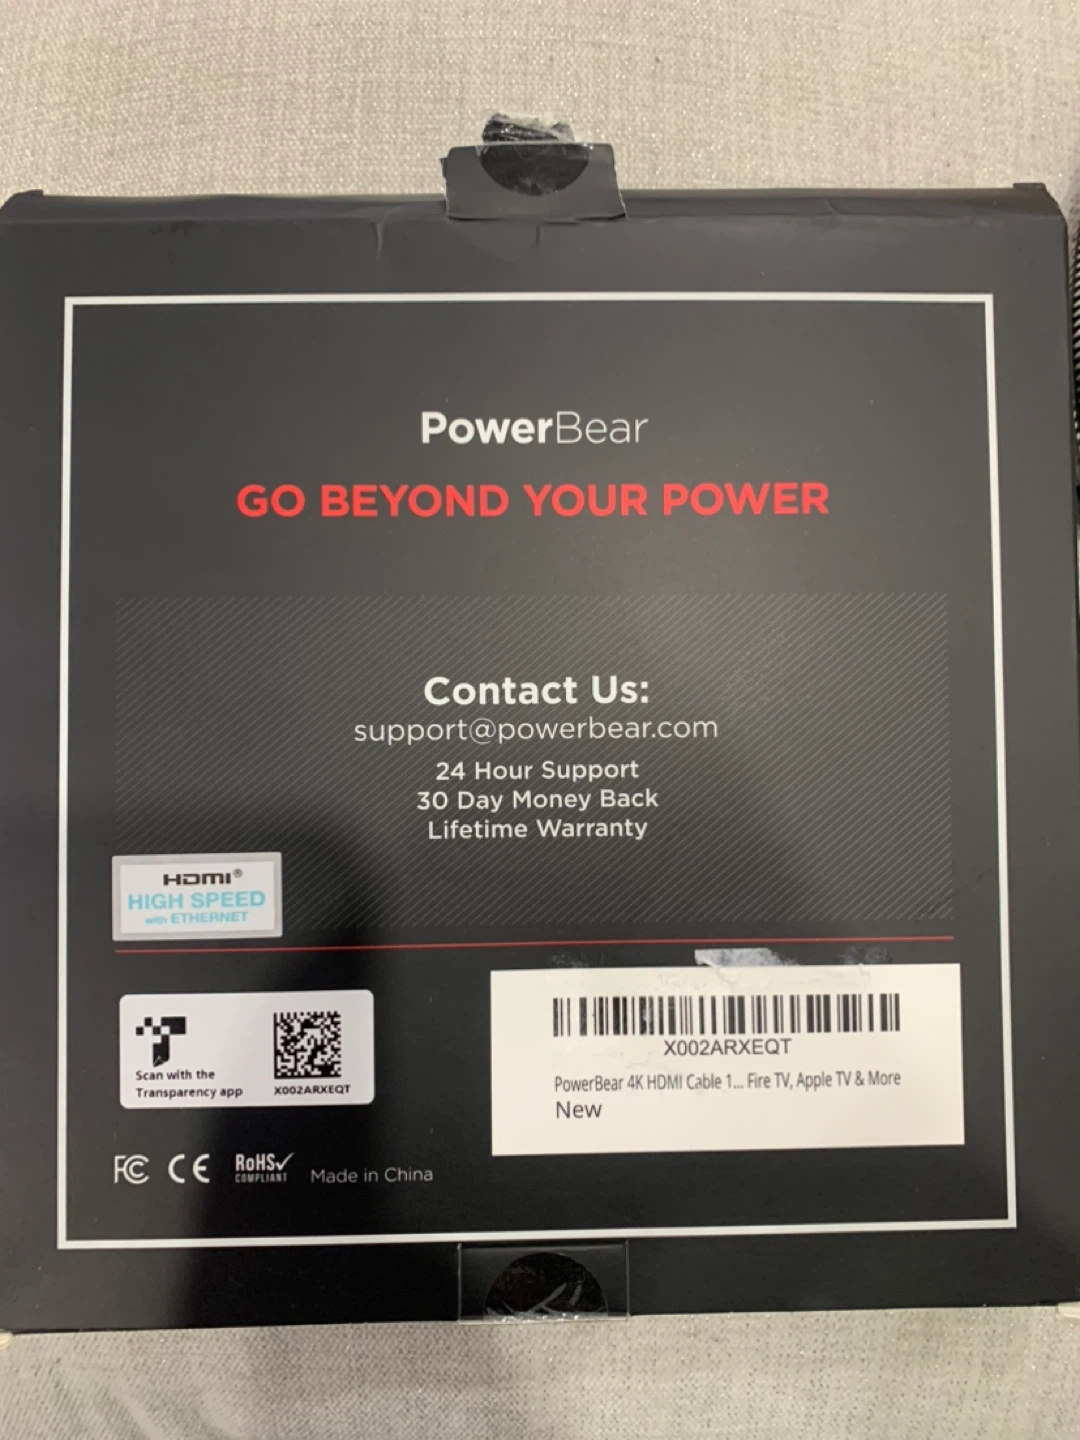 PowerBear
GO BEYOND YOUR POWER
Contact Us:
support@powerbear.com
24 Hour Support
30 Day Money Back
Lifetime Warranty
HDMI®
HIGH SPEED
with ETHERNET
Scan with the
Transparency app
X002ARXEQT
X002ARXEQT
PowerBear 4K HDMI Cable 1... Fire TV, Apple TV & More
New
FC CE RoHS COMPLIANT Made in China